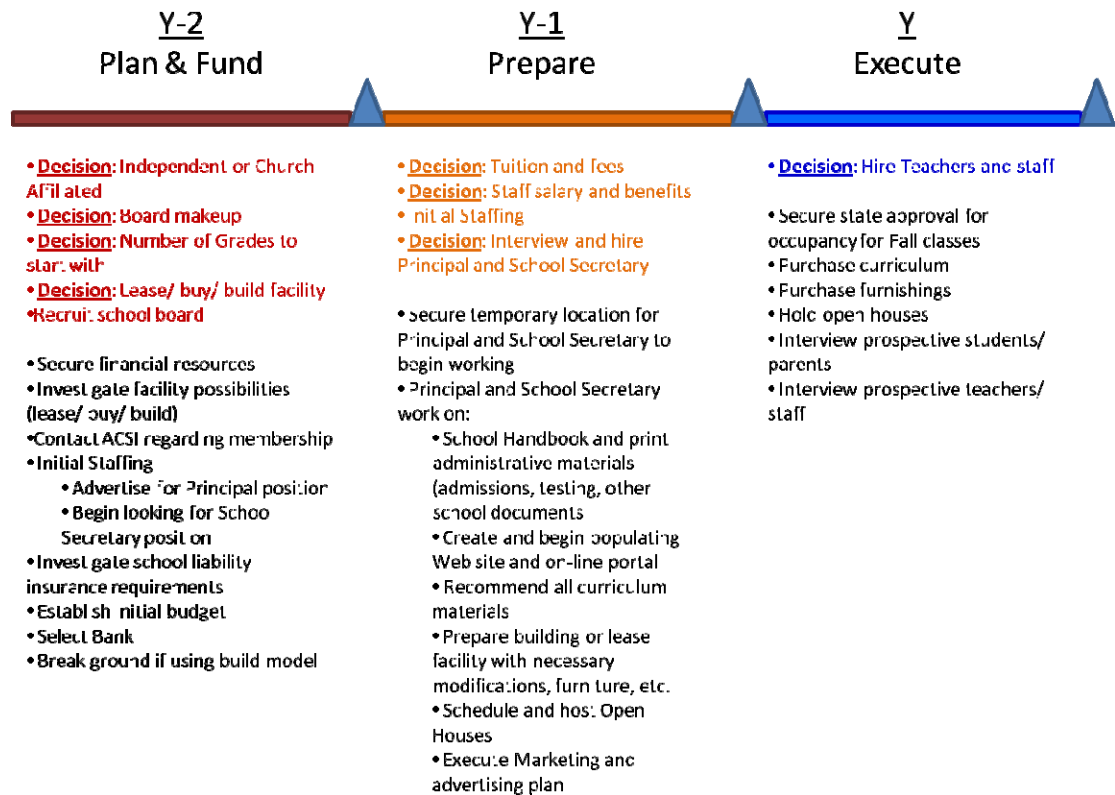 Y-2
Plan & Fund
• Decision: Independent or Church
Affiliated
• Decision: Board makeup
• Decision: Number of Grades to
start with
• Decision: Lease/ buy/ build facility
•Recruit school board
• Secure financial resources
• Investigate facility possibilities
(lease/ buy/ build)
•Contact ACSI regarding membership
• Initial Staffing
• Advertise for Principal position
• Begin looking for School
Secretary position
• Investigate school liability
insurance requirements
• Establish initial budget
• Select Bank
• Break ground if using build model
Y-1
Prepare
• Decision: Tuition and fees
• Decision: Staff salary and benefits
• Initial Staffing
• Decision: Interview and hire
Principal and School Secretary
• Secure temporary location for
Principal and School Secretary to
begin working
• Principal and School Secretary
work on:
• School Handbook and print
administrative materials
(admissions, testing, other
school documents
• Create and begin populating
Web site and on-line portal
• Recommend all curriculum
materials
• Prepare building or lease
facility with necessary
modifications, furniture, etc.
• Schedule and host Open
Houses
• Execute Marketing and
advertising plan
Y
Execute
• Decision: Hire Teachers and staff
• Secure state approval for
occupancy for Fall classes
• Purchase curriculum
• Purchase furnishings
• Hold open houses
• Interview prospective students/
parents
• Interview prospective teachers/
staff